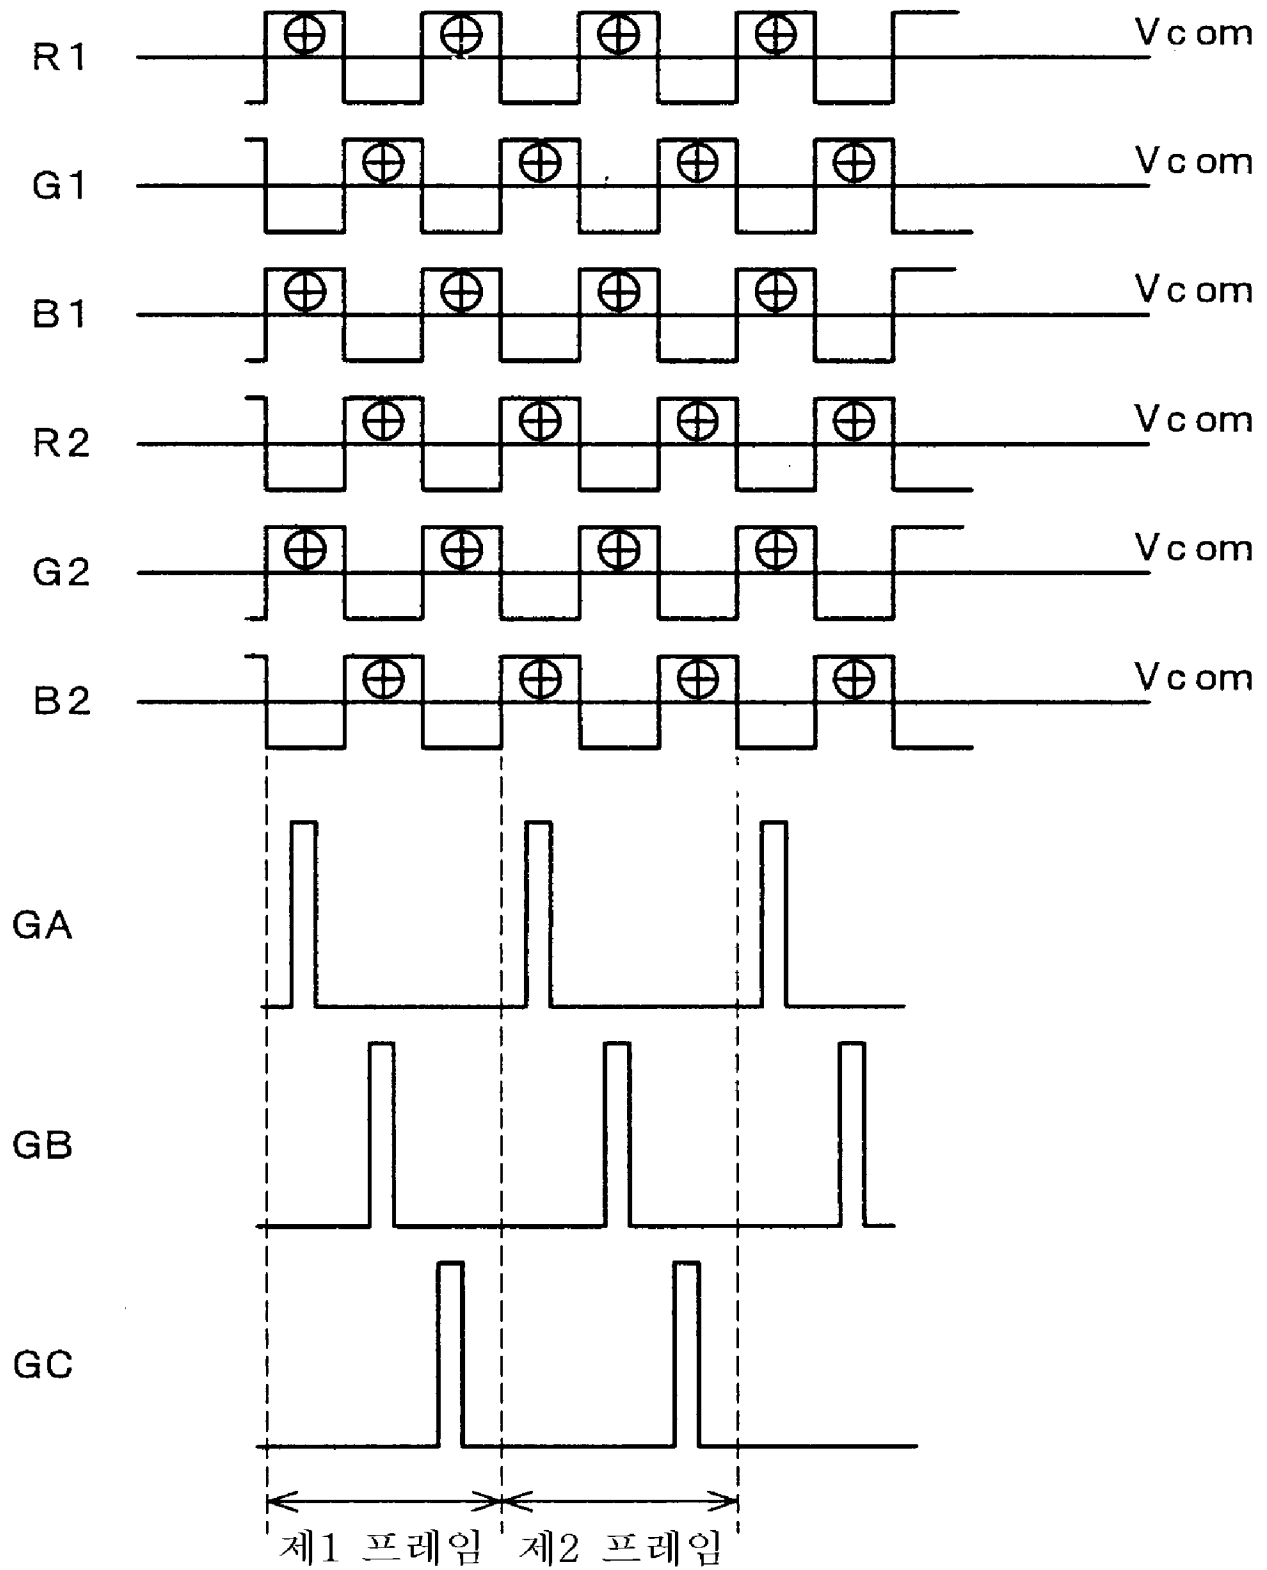 R1 Vcom
G1 Vcom
B1 Vcom
R2 Vcom
G2 Vcom
B2 Vcom
GA
GB
GC
제1 프레임 제2 프레임